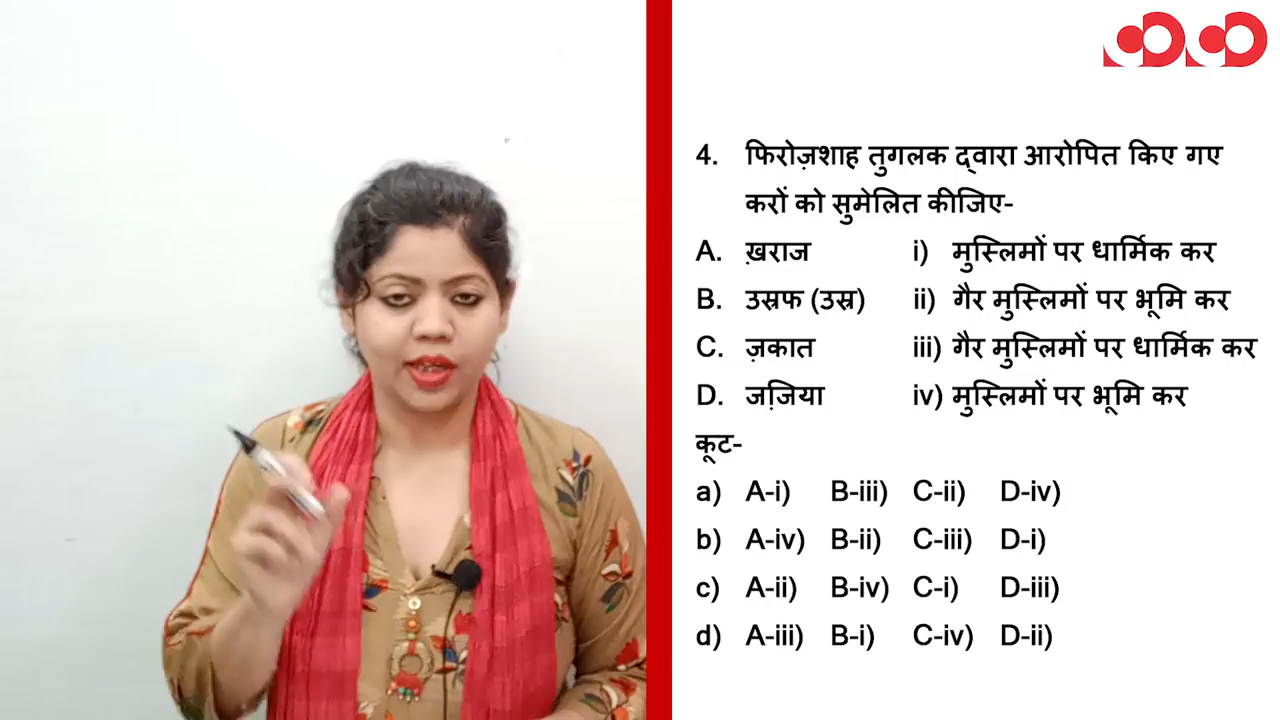 4. फिरोज़शाह तुगलक द्वारा आरोपित किए गए
करों को सुमेलित कीजिए-
A. ख़राज i) मुस्लिमों पर धार्मिक कर
B. उस्रफ (उस्र) ii) गैर मुस्लिमों पर भूमि कर
C. ज़कात iii) गैर मुस्लिमों पर धार्मिक कर
D. जज़िया iv) मुस्लिमों पर भूमि कर
कूट-
a) A-i) B-iii) C-ii) D-iv)
b) A-iv) B-ii) C-iii) D-i)
c) A-ii) B-iv) C-i) D-iii)
d) A-iii) B-i) C-iv) D-ii)